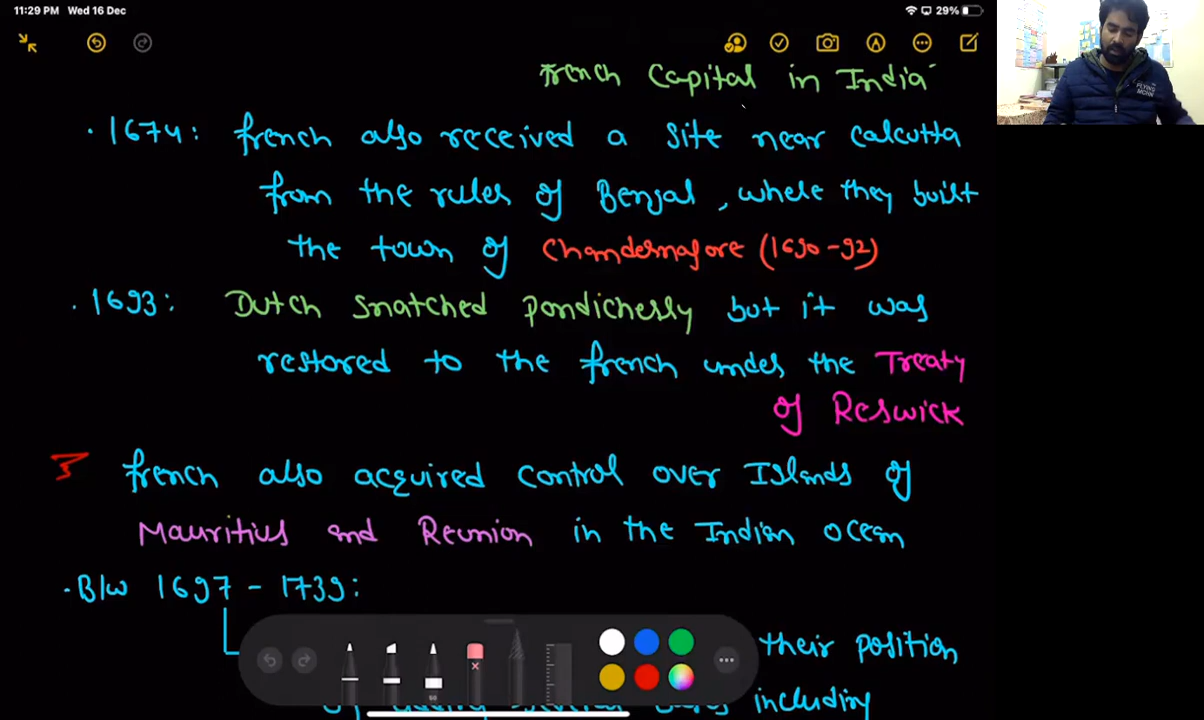 11:29 PM Wed 16 Dec
29%
french Capital in India
FLYING
MORK
· 1674: french also received a site near calcutta
from the rules of Bengal, where they built
the town of Chandernagore (1690-92)
· 1693: Dutch snatched pondicherry but it was
restored to the french under the Treaty
of Reswick
french also acquired control over Islands of
Mauritius and Reunion in the Indian ocean
· B/w 1697 - 1739:
their position
including